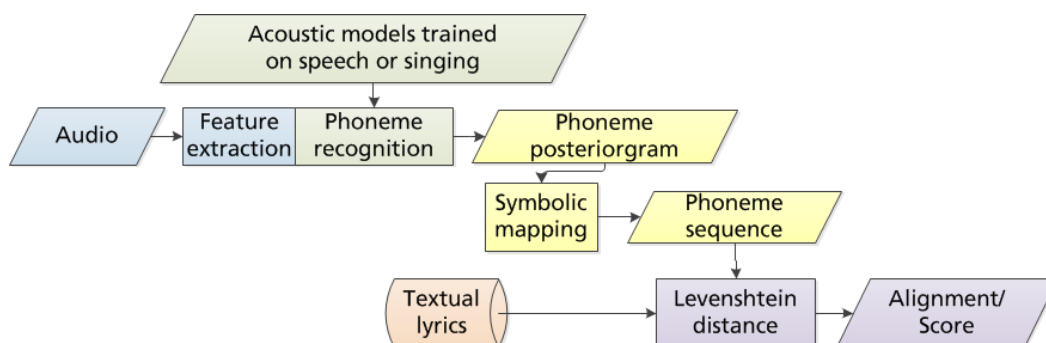 Acoustic models trained
on speech or singing
Audio
Feature
extraction
Phoneme
recognition
Phoneme
posteriorgram
Symbolic
mapping
Phoneme
sequence
Textual
lyrics
Levenshtein
distance
Alignment/
Score